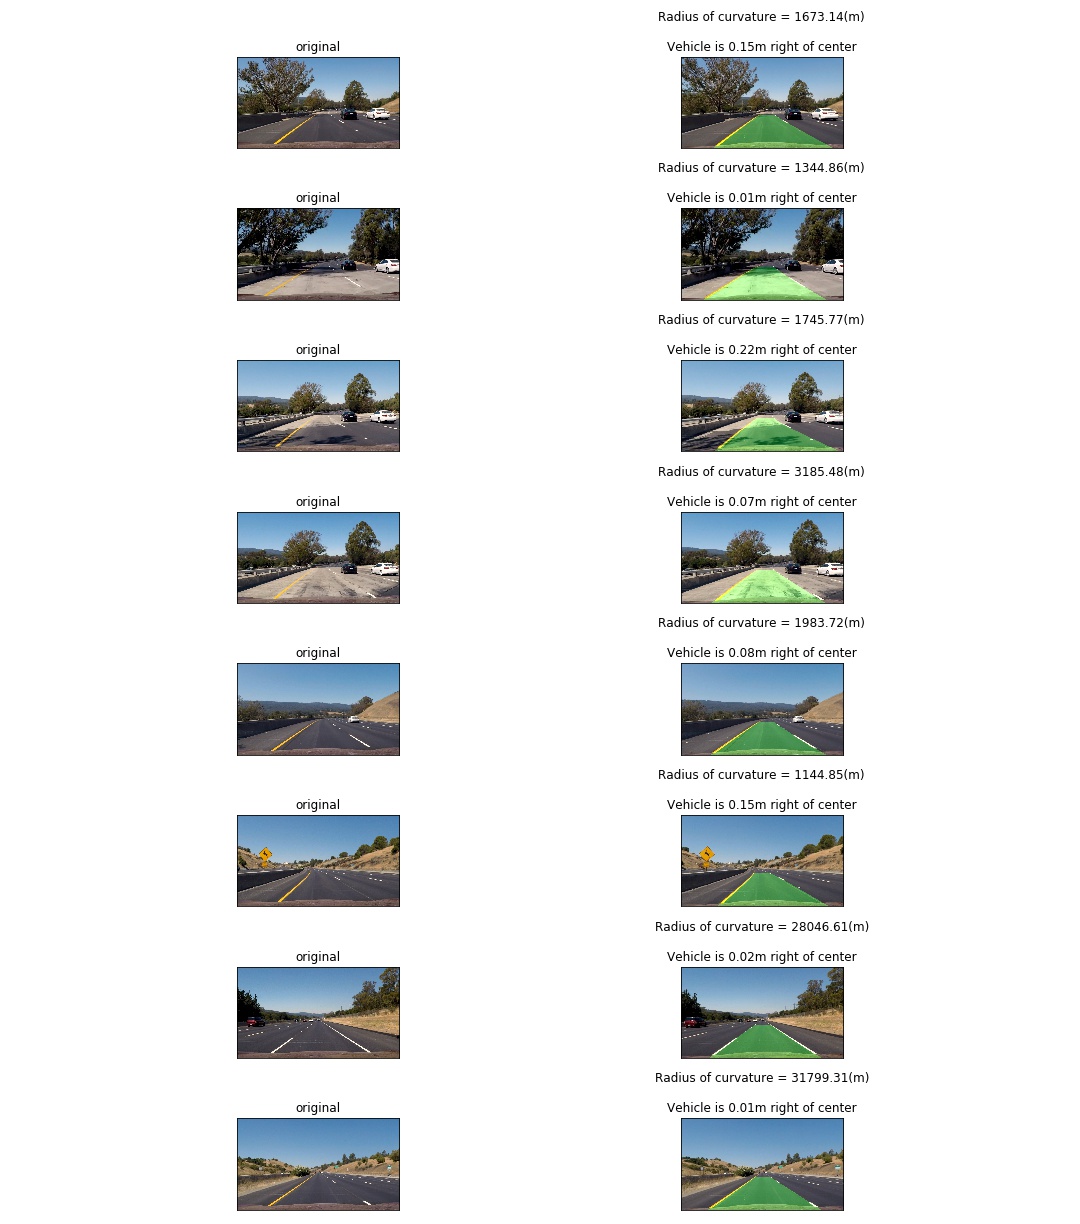 Radius of curvature = 1673.14(m)
original
Vehicle is 0.15m right of center
Radius of curvature = 1344.86(m)
original
Vehicle is 0.01m right of center
Radius of curvature = 1745.77(m)
original
Vehicle is 0.22m right of center
Radius of curvature = 3185.48(m)
original
Vehicle is 0.07m right of center
Radius of curvature = 1983.72(m)
original
Vehicle is 0.08m right of center
Radius of curvature = 1144.85(m)
original
Vehicle is 0.15m right of center
Radius of curvature = 28046.61(m)
original
Vehicle is 0.02m right of center
Radius of curvature = 31799.31(m)
original
Vehicle is 0.01m right of center